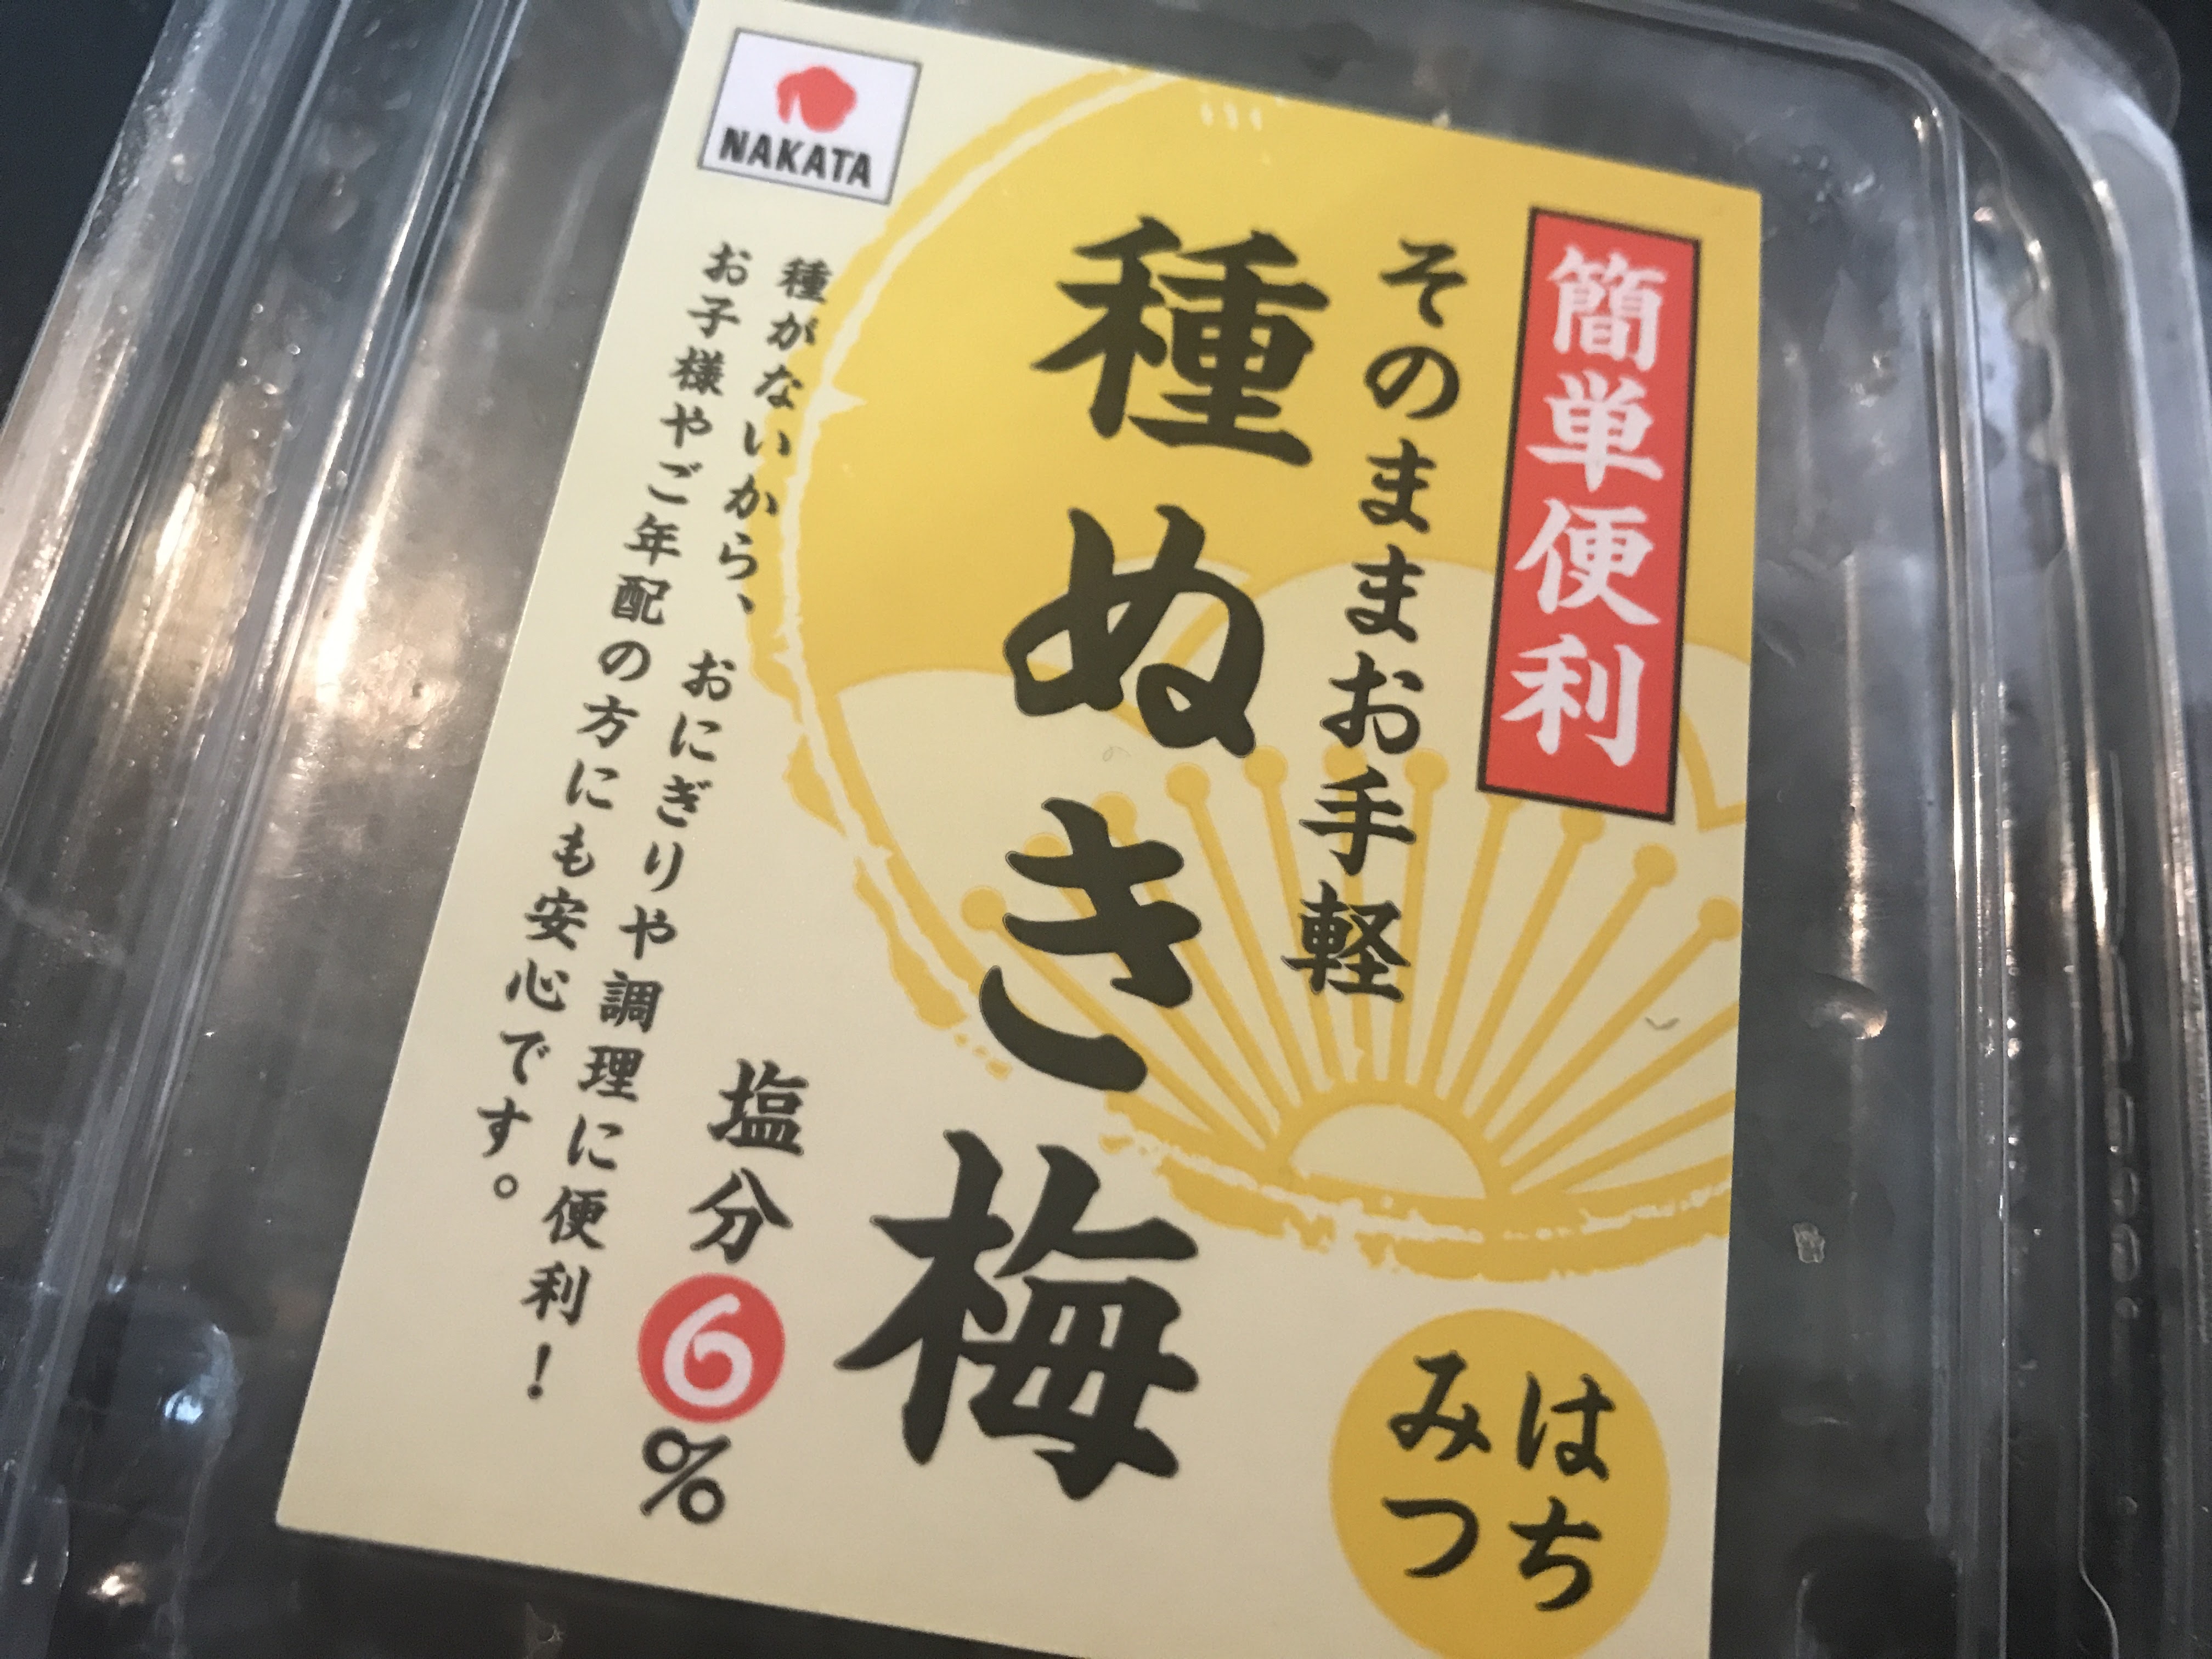 NAKATA
簡単便利
そのままお手軽
種ぬき梅
はち
みつ
塩分6%
種がないから、おにぎりや調理に便利!
お子様やご年配の方にも安心です。